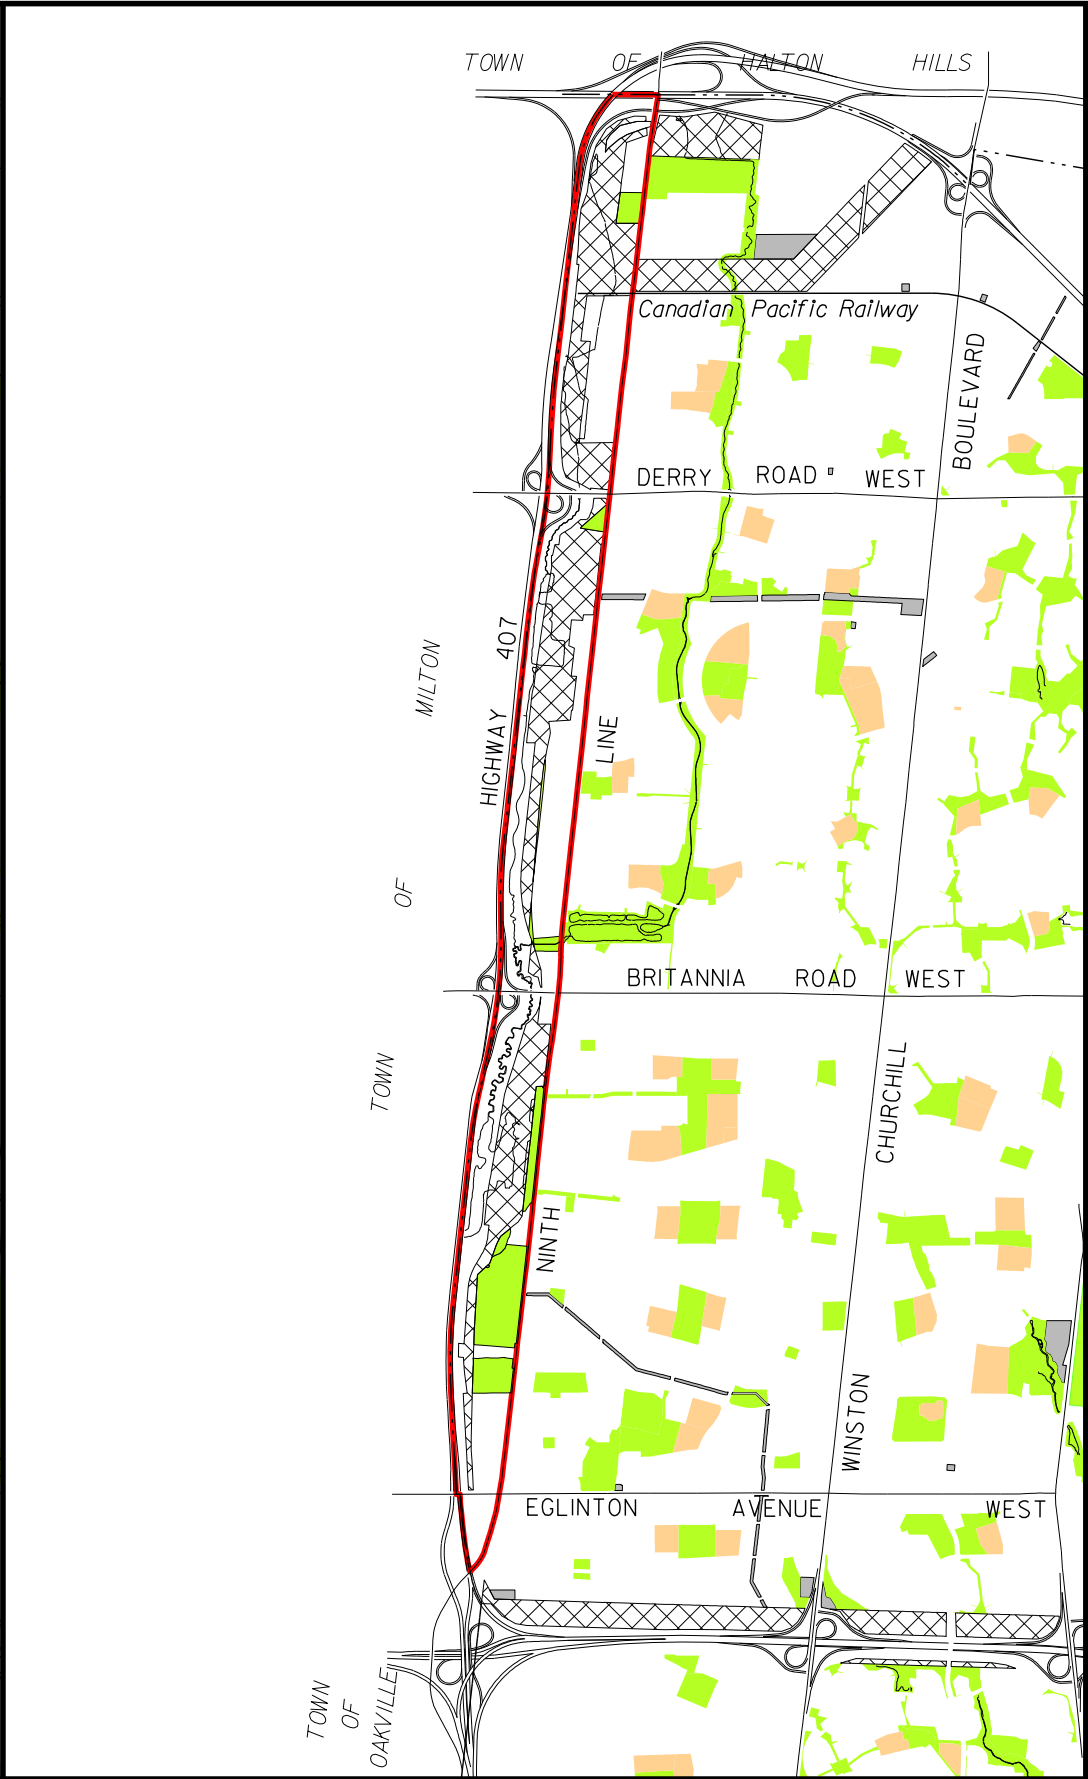 TOWN OF HALTON HILLS
Canadian Pacific Railway
BOULEVARD
DERRY ROAD WEST
HIGHWAY 407
MILTON
LINE
OF
BRITANNIA ROAD WEST
TOWN
CHURCHILL
NINTH
WINSTON
EGLINTON AVENUE WEST
TOWN
OF
OAKVILLE